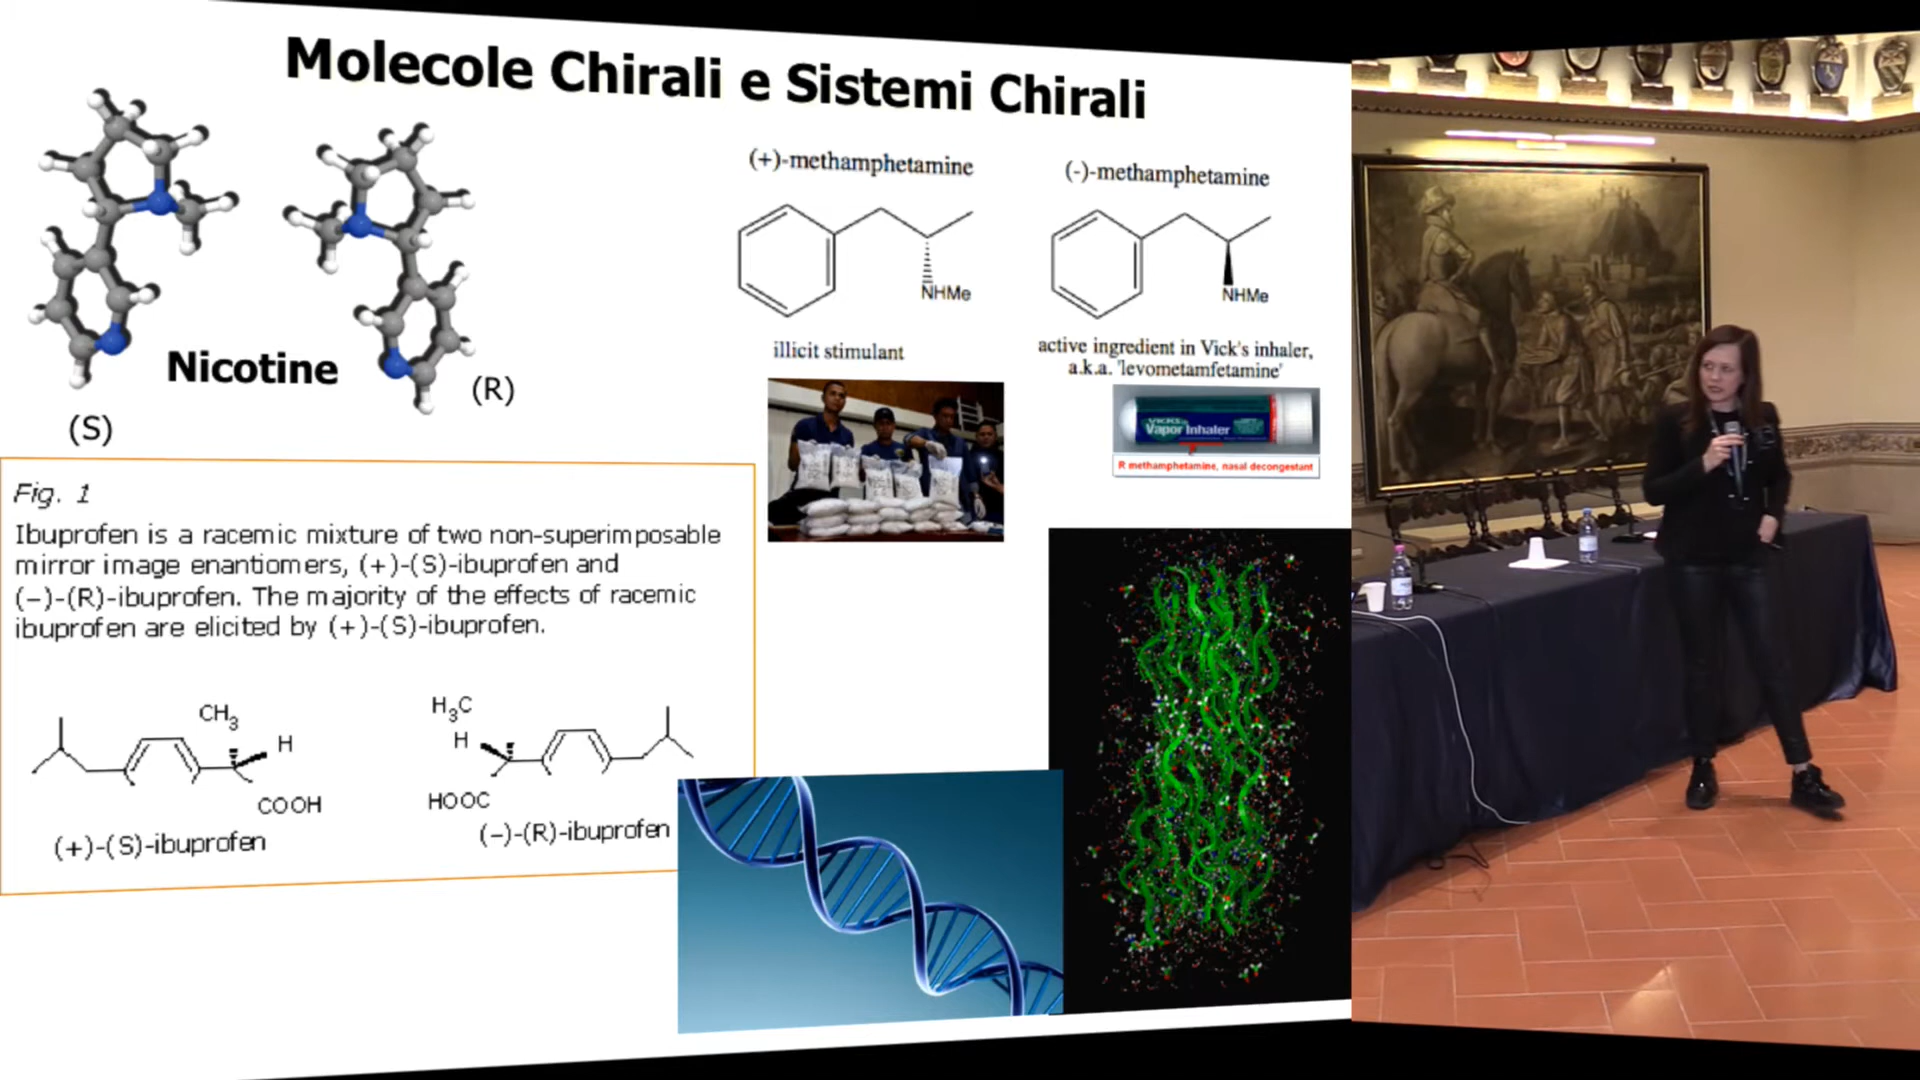 Molecole Chirali e Sistemi Chirali
Nicotine
(S)
(R)
(+)-methamphetamine
NHMe
illicit stimulant
(-)-methamphetamine
NHMe
active ingredient in Vick's inhaler,
a.k.a. 'levometamfetamine'
VICKS
Vapor Inhaler
R methamphetamine, nasal decongestant
Fig. 1
Ibuprofen is a racemic mixture of two non-superimposable
mirror image enantiomers, (+)-(S)-ibuprofen and
(−)-(R)-ibuprofen. The majority of the effects of racemic
ibuprofen are elicited by (+)-(S)-ibuprofen.
CH3
H
COOH
(+)-(S)-ibuprofen
H3C
H
HOOC
(−)-(R)-ibuprofen